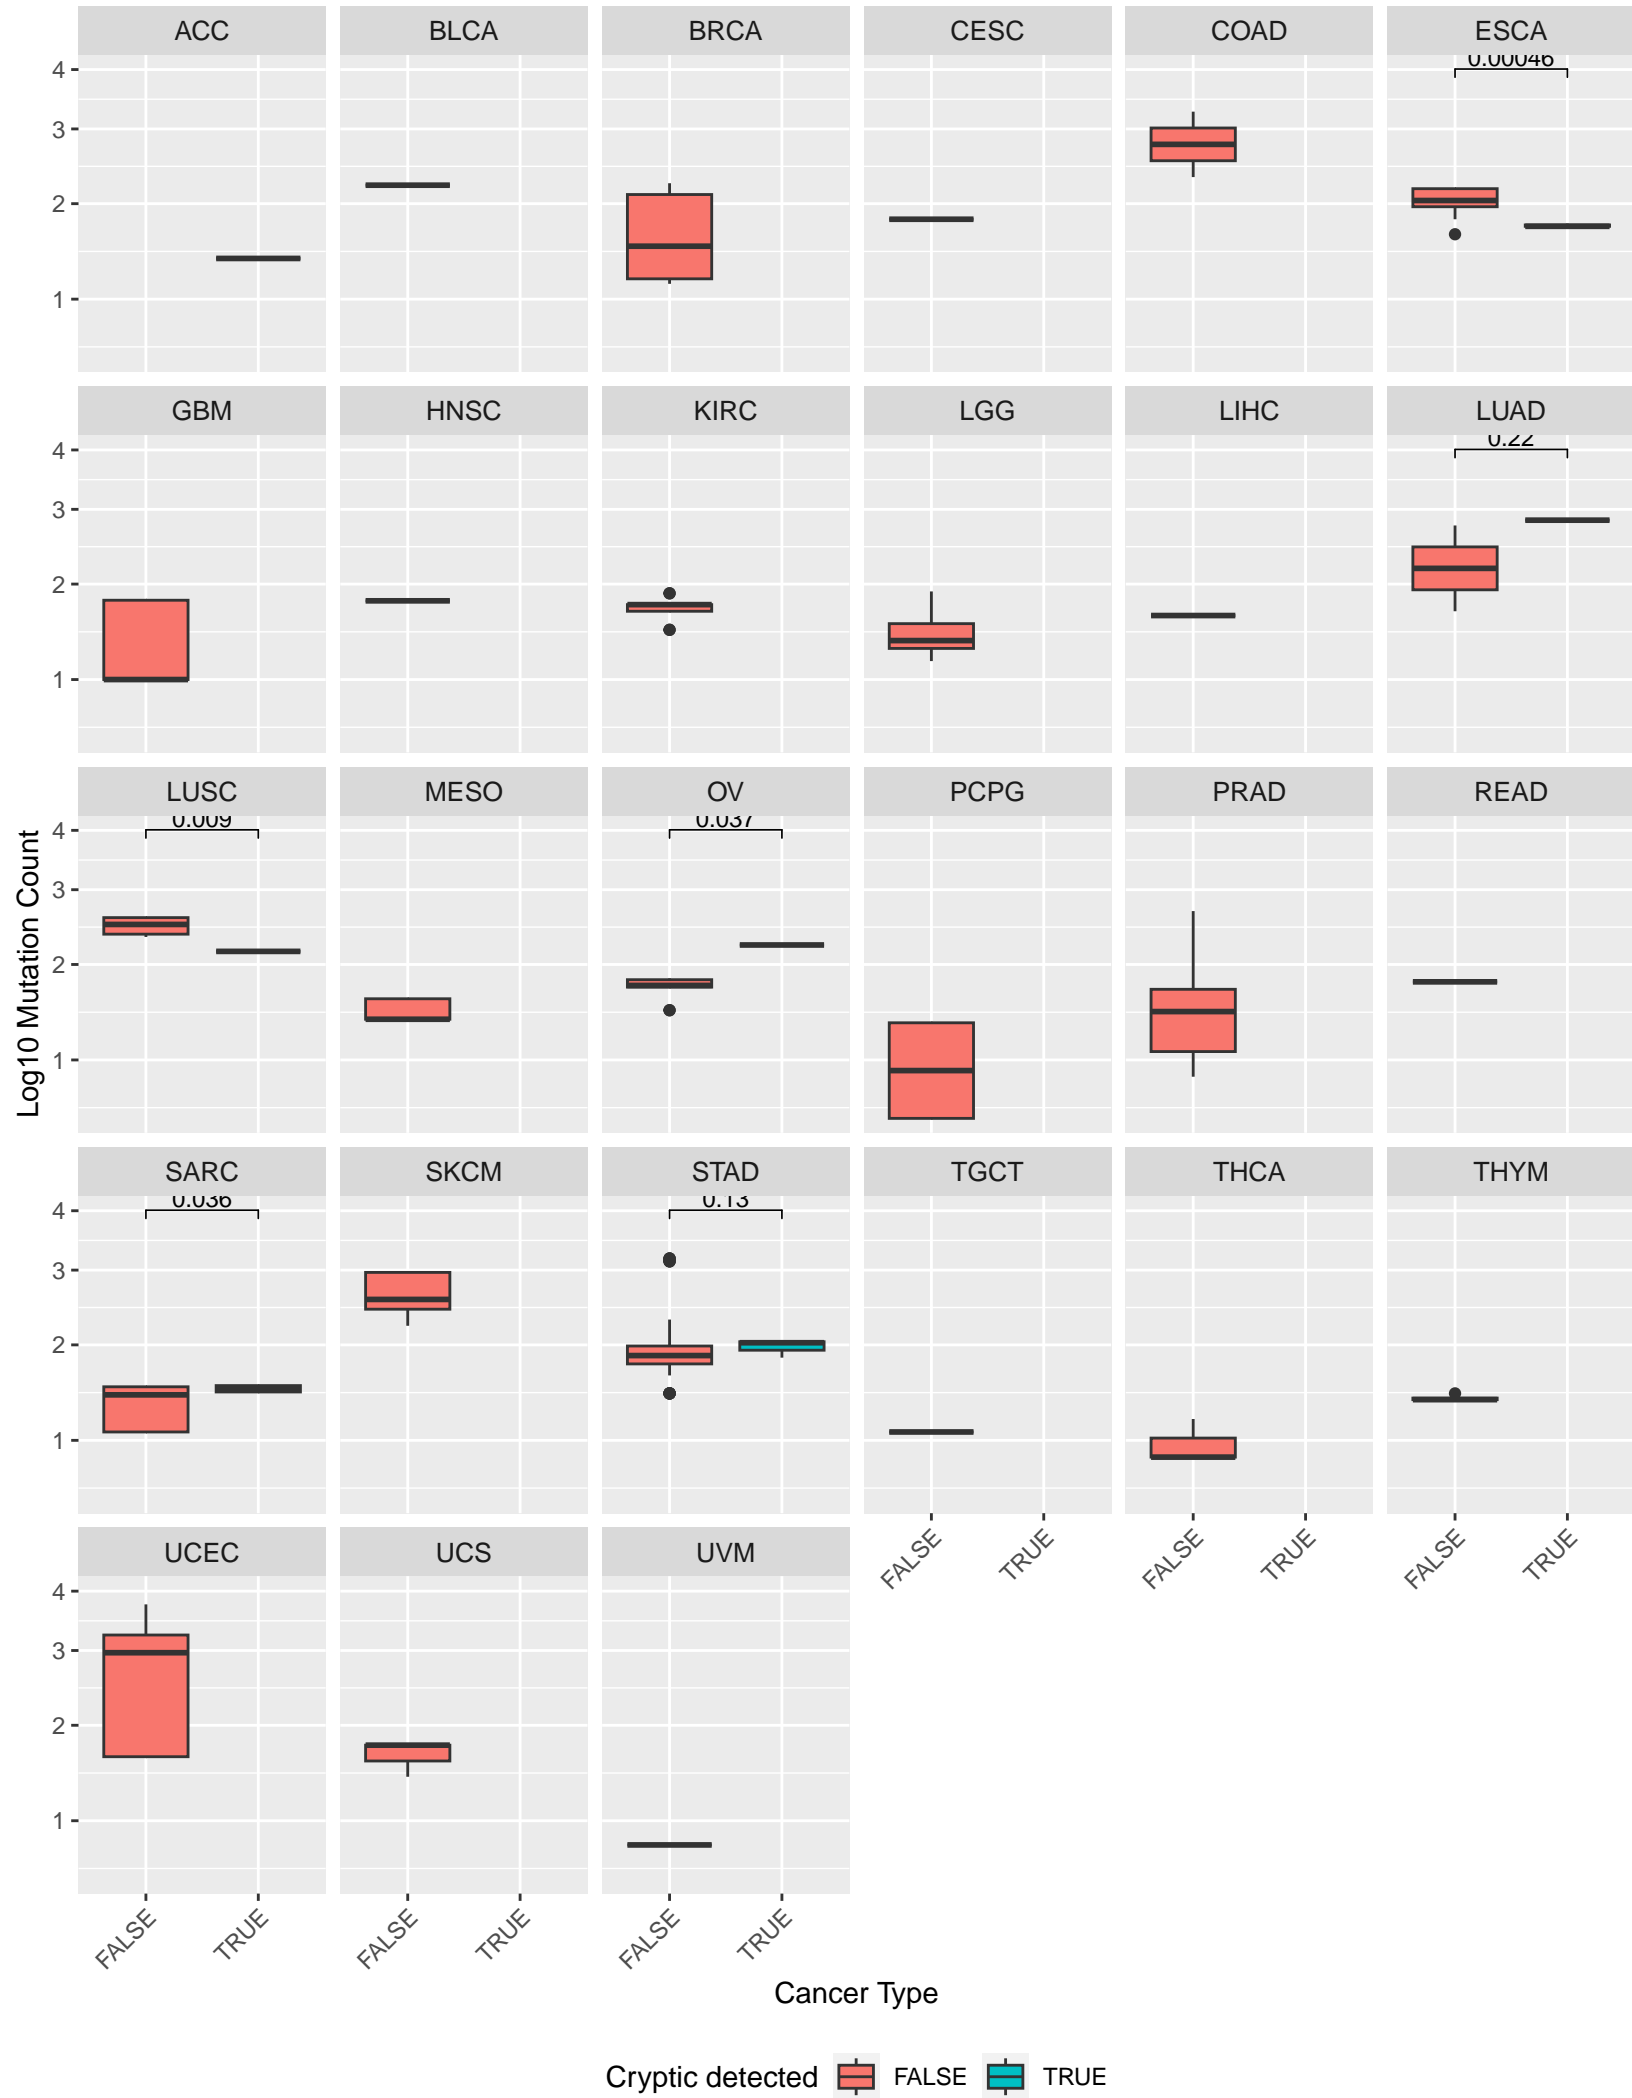 ACC BLCA BRCA CESC COAD ESCA
0.00046
4
3
2
1
GBM HNSC KIRC LGG LIHC LUAD
0.22
4
3
2
1
LUSC MESO OV PCPG PRAD READ
0.009 0.037
4
3
2
1
Log10 Mutation Count
SARC SKCM STAD TGCT THCA THYM
0.036 0.13
4
3
2
1
FALSE TRUE FALSE TRUE FALSE TRUE
UCEC UCS UVM
4
3
2
1
FALSE TRUE FALSE TRUE FALSE TRUE
Cancer Type
Cryptic detected FALSE TRUE